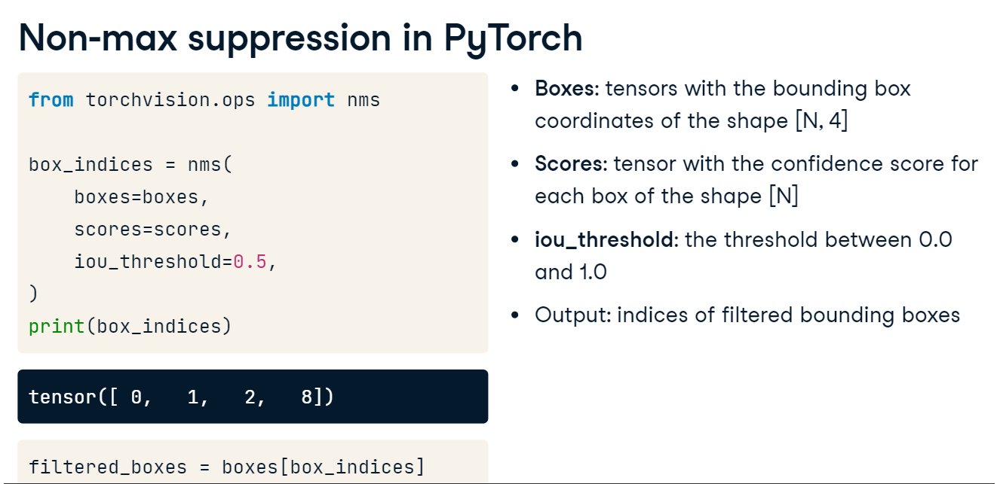 Non-max suppression in PyTorch
from torchvision.ops import nms
box_indices = nms(
    boxes=boxes,
    scores=scores,
    iou_threshold=0.5,
)
print(box_indices)
tensor([ 0,   1,   2,   8])
filtered_boxes = boxes[box_indices]
• Boxes: tensors with the bounding box
coordinates of the shape [N, 4]
• Scores: tensor with the confidence score for
each box of the shape [N]
• iou_threshold: the threshold between 0.0
and 1.0
• Output: indices of filtered bounding boxes